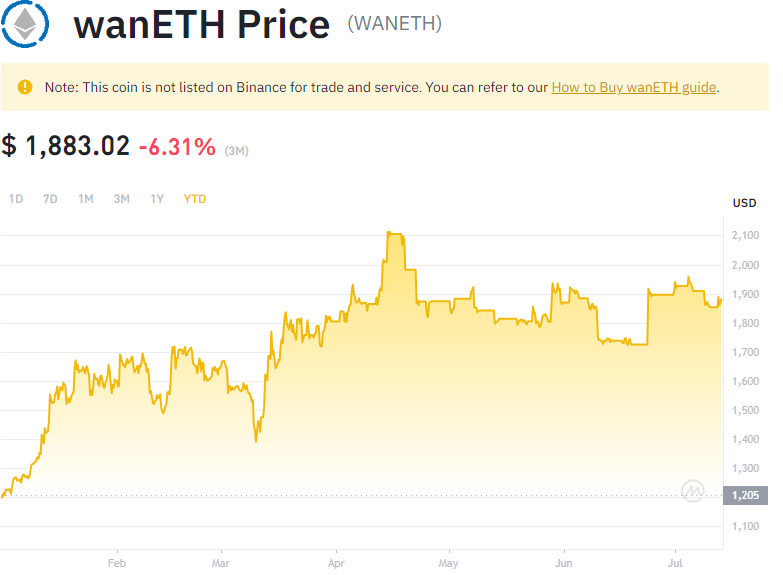 wanETH Price (WANETH)
Note: This coin is not listed on Binance for trade and service. You can refer to our How to Buy wanETH guide.
$ 1,883.02 -6.31% (3M)
1D 7D 1M 3M 1Y YTD
USD
2,100
2,000
1,900
1,800
1,700
1,600
1,500
1,400
1,300
1,205
1,100
Feb Mar Apr May Jun Jul